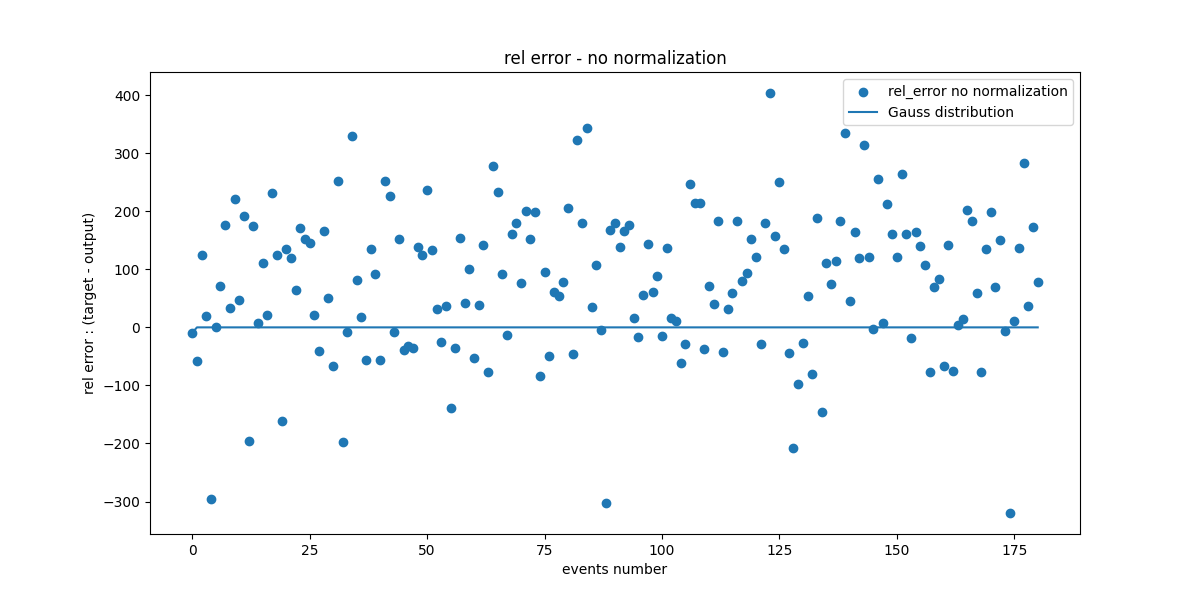 rel error - no normalization
rel_error no normalization
Gauss distribution
rel error : (target - output)
400
300
200
100
0
−100
−200
−300
0 25 50 75 100 125 150 175
events number